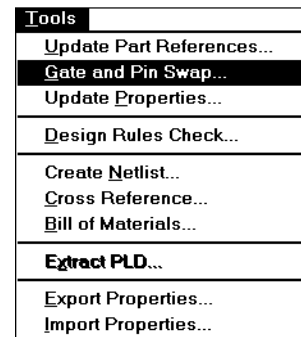 Tools
Update Part References...
Gate and Pin Swap...
Update Properties...
Design Rules Check...
Create Netlist...
Cross Reference...
Bill of Materials...
Extract PLD...
Export Properties...
Import Properties...